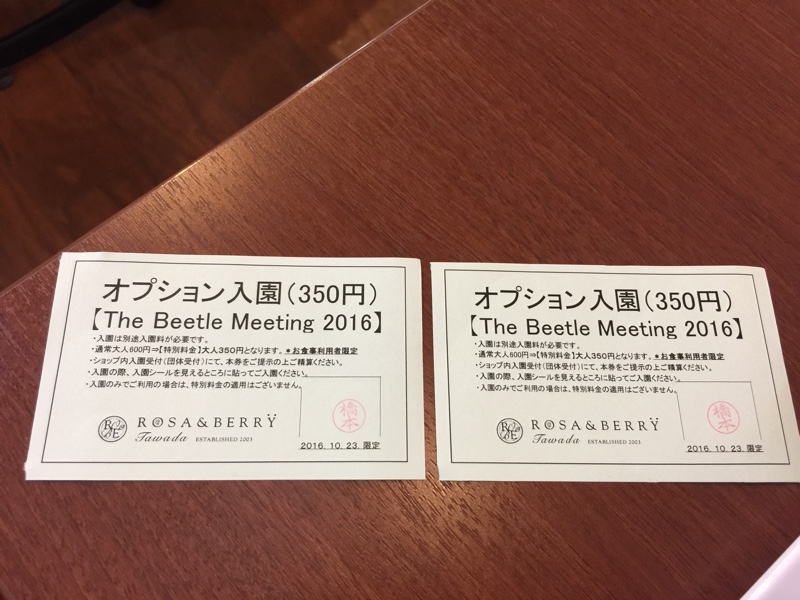 オプション入園(350円)
【The Beetle Meeting 2016】
・入園は別途入園料が必要です。
・通常大人600円⇒【特別料金】大人350円となります。＊お食事利用者限定
・ショップ内入園受付(団体受付)にて、本券をご提示の上ご精算ください。
・入園の際、入園シールを見えるところに貼ってご入園ください。
・入園のみでご利用の場合は、特別料金の適用はございません。
橋本
ROSA&BERRY
Tawada ESTABLISHED 2003
2016. 10. 23. 限定
オプション入園(350円)
【The Beetle Meeting 2016】
・入園は別途入園料が必要です。
・通常大人600円⇒【特別料金】大人350円となります。＊お食事利用者限定
・ショップ内入園受付(団体受付)にて、本券をご提示の上ご精算ください。
・入園の際、入園シールを見えるところに貼ってご入園ください。
・入園のみでご利用の場合は、特別料金の適用はございません。
橋本
ROSA&BERRY
Tawada ESTABLISHED 2003
2016. 10. 23. 限定